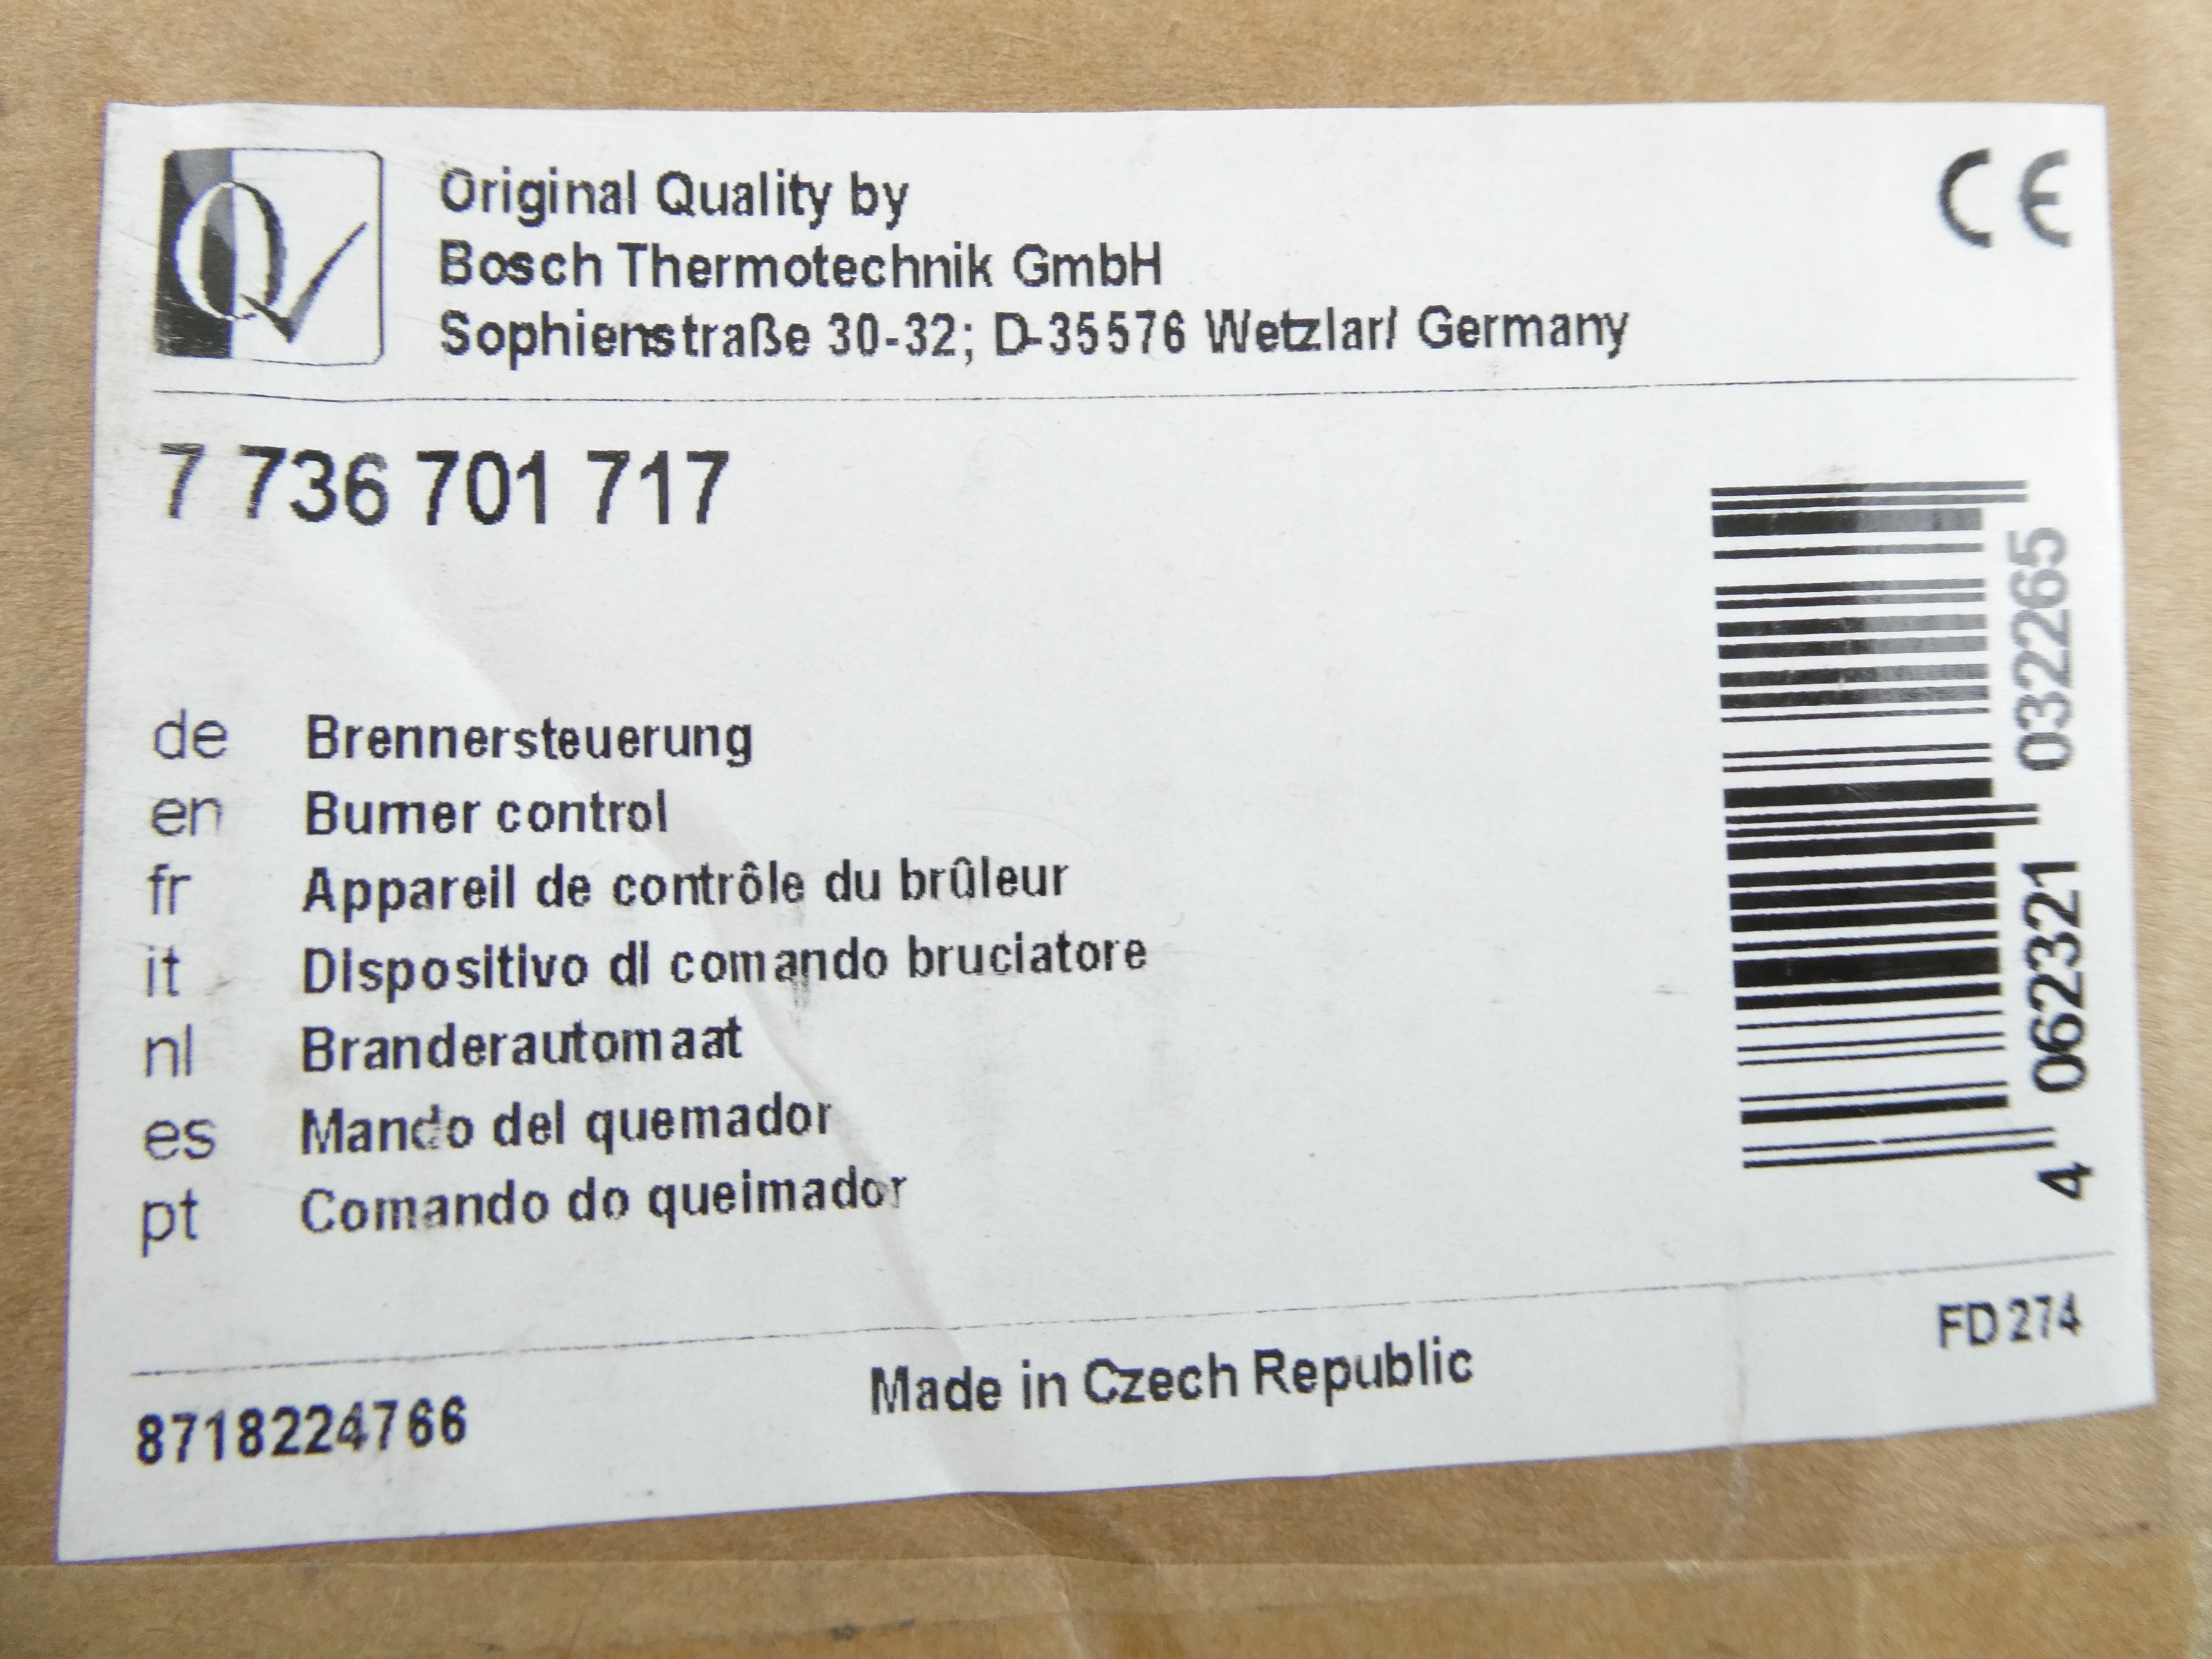 Q
Original Quality by
Bosch Thermotechnik GmbH
Sophienstraße 30-32; D-35576 Wetzlar/ Germany
CE
7 736 701 717
de Brennersteuerung
en Burner control
fr Appareil de contrôle du brûleur
it Dispositivo di comando bruciatore
nl Branderautomaat
es Mando del quemador
pt Comando do queimador
4 062321 032265
FD 274
Made in Czech Republic
8718224766